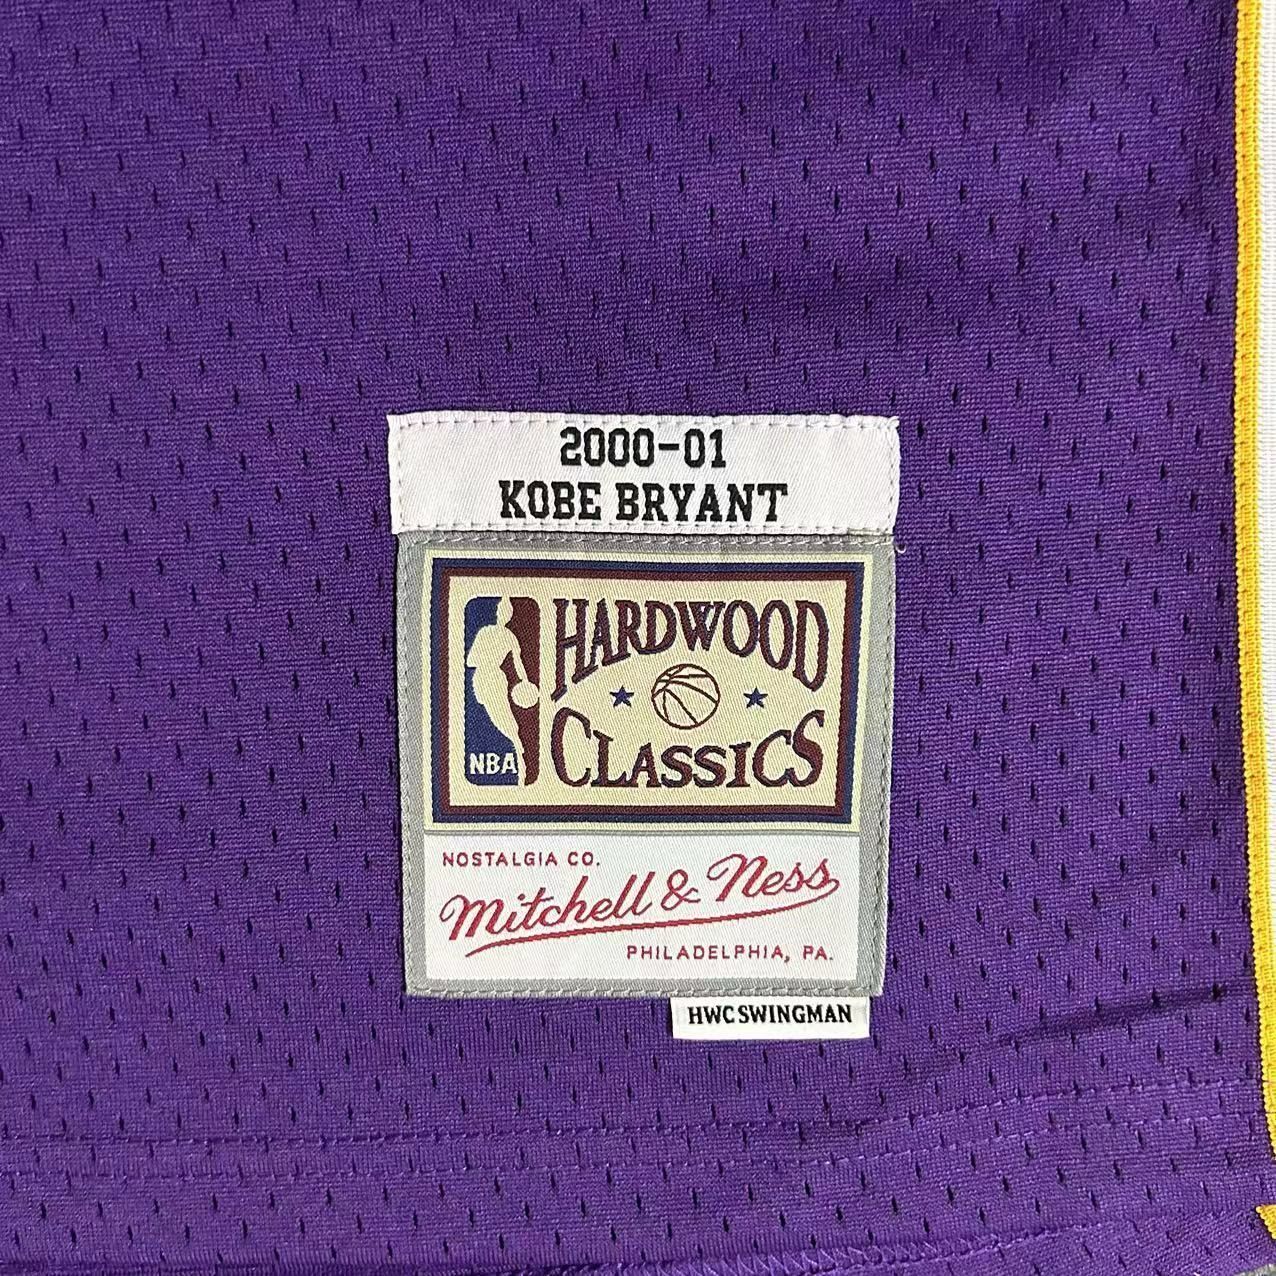 2000-01
KOBE BRYANT
HARDWOOD
CLASSICS
NBA
NOSTALGIA CO.
Mitchell & Ness
PHILADELPHIA, PA.
HWC SWINGMAN